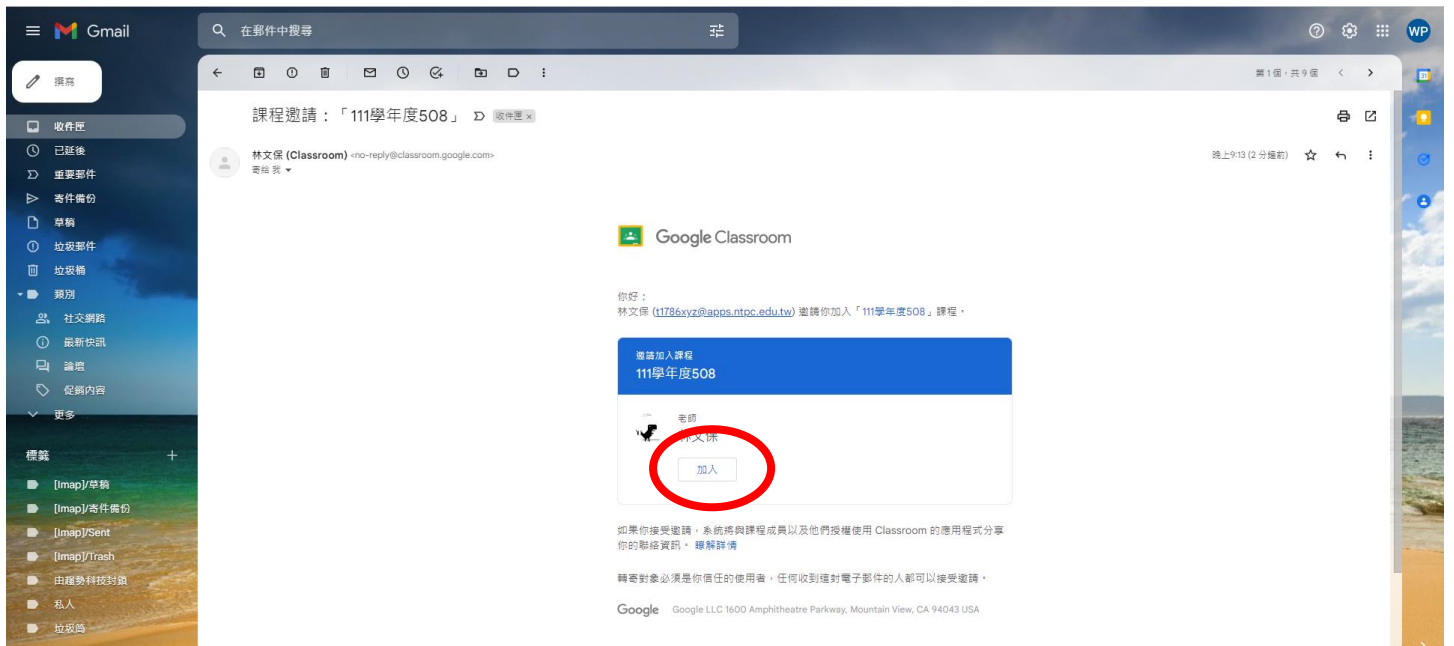 Gmail
在郵件中搜尋
WP
撰寫
第 1 個，共 9 個
31
收件匣
已延後
重要郵件
寄件備份
草稿
垃圾郵件
垃圾桶
類別
社交網路
最新快訊
論壇
促銷內容
更多
標籤
[Imap]/草稿
[Imap]/寄件備份
[Imap]/Sent
[Imap]/Trash
由趨勢科技封鎖
私人
垃圾筒
課程邀請：「111學年度508」 收件匣 ×
林文保 (Classroom) <no-reply@classroom.google.com>
晚上9:13 (2 分鐘前)
寄給 我
Google Classroom
你好：
林文保 (t1786xyz@apps.ntpc.edu.tw) 邀請你加入「111學年度508」課程。
邀請加入課程
111學年度508
老師
林文保
加入
如果你接受邀請，系統將與課程成員以及他們授權使用 Classroom 的應用程式分享
你的聯絡資訊。 瞭解詳情
轉寄對象必須是你信任的使用者，任何收到這封電子郵件的人都可以接受邀請。
Google Google LLC 1600 Amphitheatre Parkway, Mountain View, CA 94043 USA